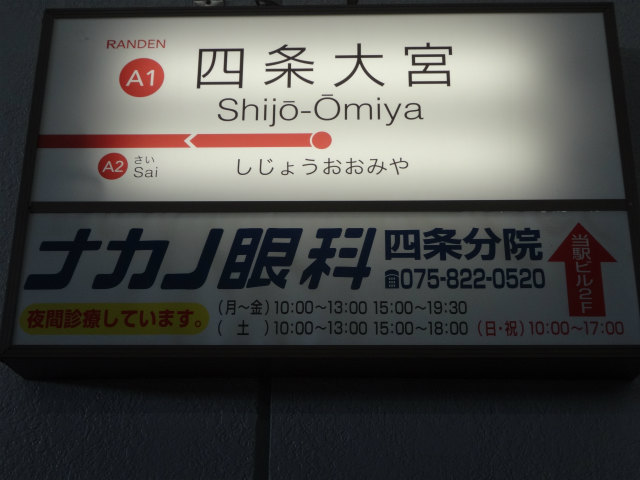 RANDEN
A1
四条大宮
Shijō-Ōmiya
A2
さい
Sai
しじょうおおみや
ナカノ眼科
四条分院
☎075-822-0520
当駅ビル2F
夜間診療しています。
(月～金)10:00～13:00 15:00～19:30
(土)10:00～13:00 15:00～18:00 (日・祝)10:00～17:00